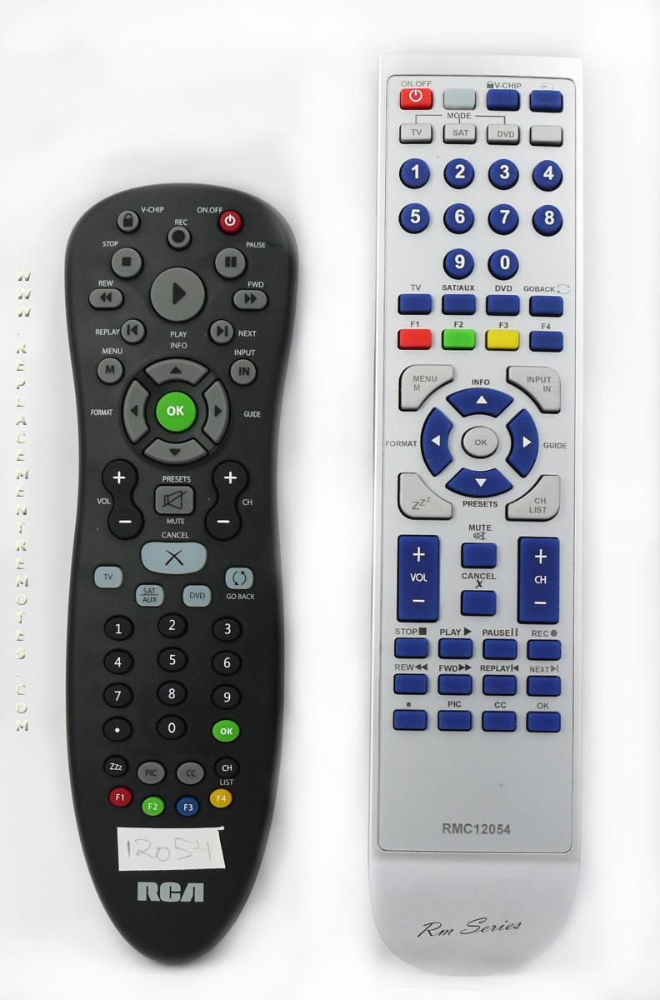 WWW.REPLACEMENTREMOTES.COM
V-CHIP ON.OFF
REC
STOP PAUSE
REW FWD
REPLAY PLAY NEXT
INFO
MENU INPUT
M IN
FORMAT OK GUIDE
+ PRESETS +
VOL CH
- MUTE -
CANCEL
X
TV
SAT AUX DVD GO BACK
1 2 3
4 5 6
7 8 9
• 0 OK
Zzz PIC CC CH
LIST
F1 F2 F3 F4
12054
RCA
ON.OFF V-CHIP
MODE
TV SAT DVD
1 2 3 4
5 6 7 8
9 0
TV SAT/AUX DVD GOBACK
F1 F2 F3 F4
MENU M INFO INPUT IN
FORMAT OK GUIDE
ZZZ PRESETS CH LIST
MUTE
+ +
VOL CANCEL X CH
- -
STOP PLAY PAUSE REC
REW FWD REPLAY NEXT
• PIC CC OK
RMC12054
Rm Series